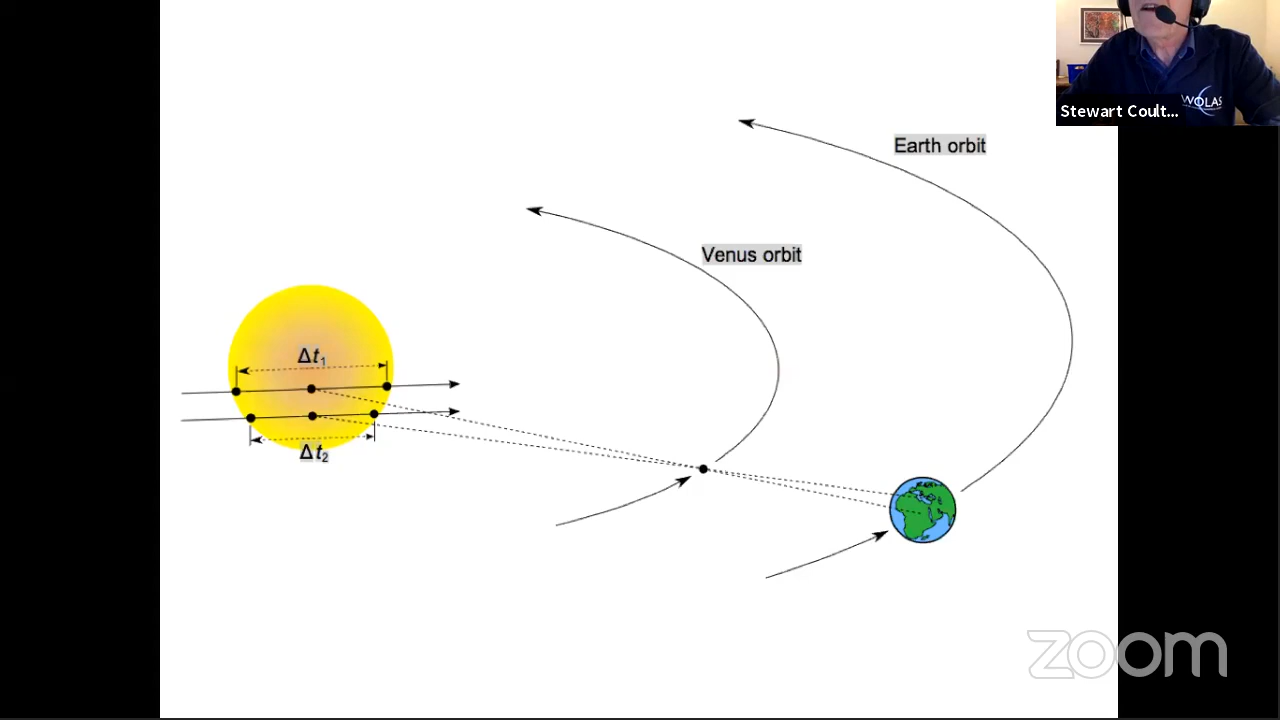 WOLAS
Stewart Coult...
Earth orbit
Venus orbit
Δt₁
Δt₂
zoom